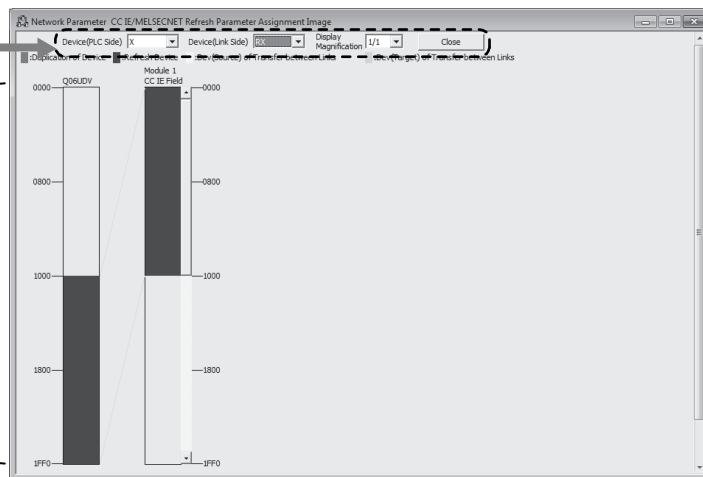 Network Parameter CC IE/MELSECNET Refresh Parameter Assignment Image
Device(PLC Side) X Device(Link Side) RX Display Magnification 1/1 Close
:Duplication of Device :Refresh Device :Dev(Source) of Transfer between Links :Dev(Target) of Transfer between Links
Module 1
Q06UDV CC IE Field
0000 0000
0800 0800
1000 1000
1800 1800
1FF0 1FF0